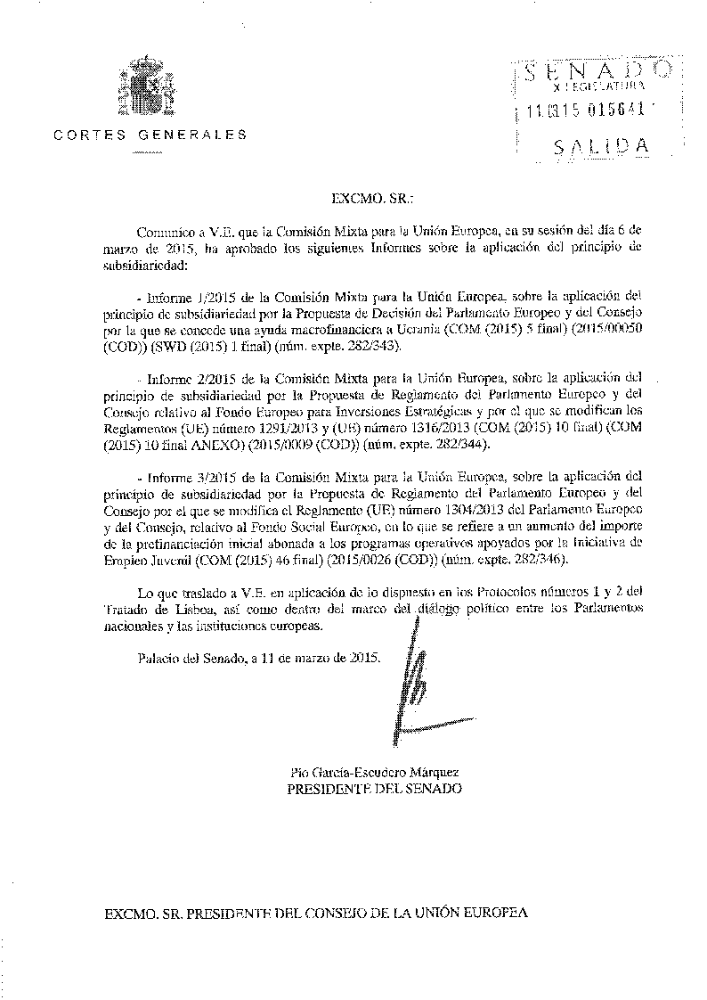 SENADO
X LEGISLATURA
11.03.15 015641
SALIDA
CORTES GENERALES
EXCMO. SR.:
Comunico a V.E. que la Comisión Mixta para la Unión Europea, en su sesión del día 6 de
marzo de 2015, ha aprobado los siguientes Informes sobre la aplicación del principio de
subsidiariedad:
- Informe 1/2015 de la Comisión Mixta para la Unión Europea, sobre la aplicación del
principio de subsidiariedad por la Propuesta de Decisión del Parlamento Europeo y del Consejo
por la que se concede una ayuda macrofinanciera a Ucrania (COM (2015) 5 final) (2015/00050
(COD)) (SWD (2015) 1 final) (núm. expte. 282/343).
- Informe 2/2015 de la Comisión Mixta para la Unión Europea, sobre la aplicación del
principio de subsidiariedad por la Propuesta de Reglamento del Parlamento Europeo y del
Consejo relativo al Fondo Europeo para Inversiones Estratégicas y por el que se modifican los
Reglamentos (UE) número 1291/2013 y (UE) número 1316/2013 (COM (2015) 10 final) (COM
(2015) 10 final ANEXO) (2015/0009 (COD)) (núm. expte. 282/344).
- Informe 3/2015 de la Comisión Mixta para la Unión Europea, sobre la aplicación del
principio de subsidiariedad por la Propuesta de Reglamento del Parlamento Europeo y del
Consejo por el que se modifica el Reglamento (UE) número 1304/2013 del Parlamento Europeo
y del Consejo, relativo al Fondo Social Europeo, en lo que se refiere a un aumento del importe
de la prefinanciación inicial abonada a los programas operativos apoyados por la Iniciativa de
Empleo Juvenil (COM (2015) 46 final) (2015/0026 (COD)) (núm. expte. 282/346).
Lo que traslado a V.E. en aplicación de lo dispuesto en los Protocolos números 1 y 2 del
Tratado de Lisboa, así como dentro del marco del diálogo político entre los Parlamentos
nacionales y las instituciones europeas.
Palacio del Senado, a 11 de marzo de 2015.
Pío García-Escudero Márquez
PRESIDENTE DEL SENADO
EXCMO. SR. PRESIDENTE DEL CONSEJO DE LA UNIÓN EUROPEA